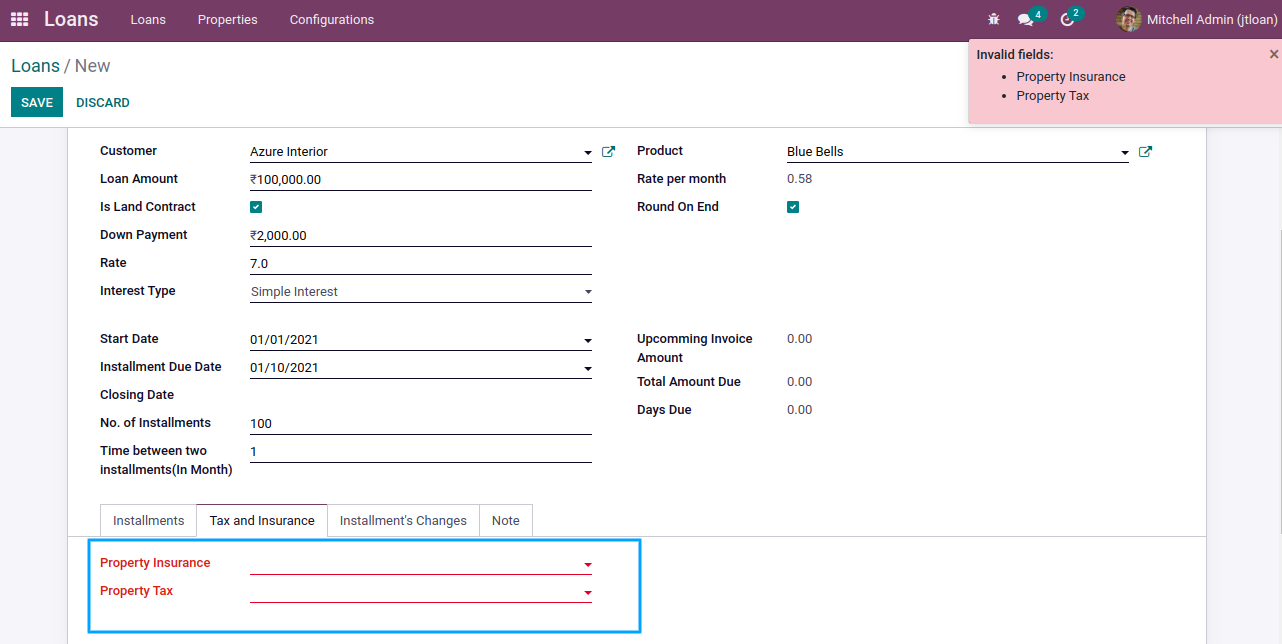 Loans Loans Properties Configurations 4 2 Mitchell Admin (jtloan)
Invalid fields:
Property Insurance
Property Tax
Loans / New
SAVE DISCARD
Customer Azure Interior Product Blue Bells
Loan Amount ₹100,000.00 Rate per month 0.58
Is Land Contract Round On End
Down Payment ₹2,000.00
Rate 7.0
Interest Type Simple Interest
Start Date 01/01/2021 Upcomming Invoice Amount 0.00
Installment Due Date 01/10/2021 Total Amount Due 0.00
Closing Date Days Due 0.00
No. of Installments 100
Time between two
installments(In Month) 1
Installments Tax and Insurance Installment's Changes Note
Property Insurance
Property Tax